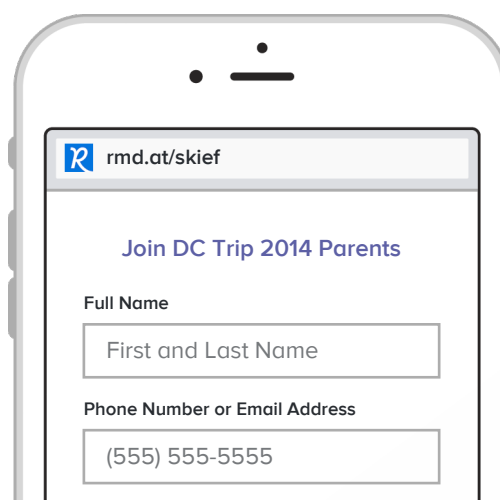 rmd.at/skief
Join DC Trip 2014 Parents
Full Name
First and Last Name
Phone Number or Email Address
(555) 555-5555